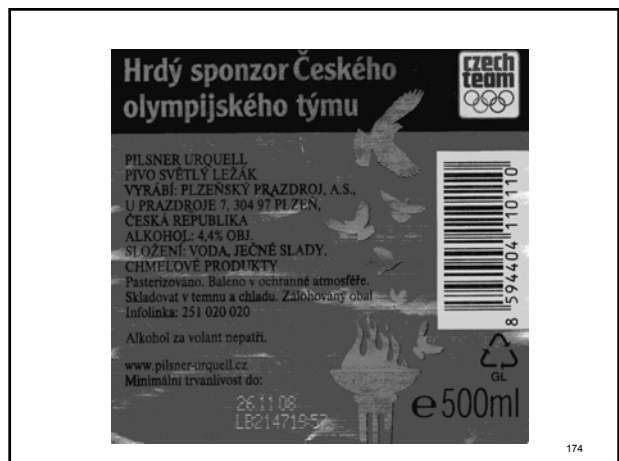 Hrdý sponzor Českého
olympijského týmu
czech
team
PILSNER URQUELL
PIVO SVĚTLÝ LEŽÁK
VYRÁBÍ: PLZEŇSKÝ PRAZDROJ, A.S.,
U PRAZDROJE 7, 304 97 PLZEŇ,
ČESKÁ REPUBLIKA
ALKOHOL: 4,4% OBJ.
SLOŽENÍ: VODA, JEČNÉ SLADY,
CHMELOVÉ PRODUKTY
Pasterizováno. Baleno v ochranné atmosféře.
Skladovat v temnu a chladu. Zálohovaný obal
Infolinka: 251 020 020
Alkohol za volant nepatří.
www.pilsner-urquell.cz
Minimální trvanlivost do:
26.11.08
LB214719:57
8 594404 110110
GL
e 500ml
174